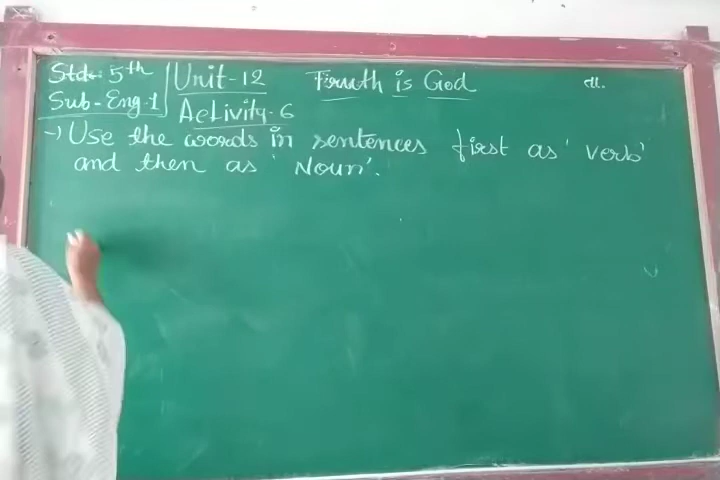 Std- 5th
Sub-Eng-1
Unit-12
Activity-6
Truth is God
તા.
→ Use the words in sentences first as 'verb'
and then as 'Noun'.